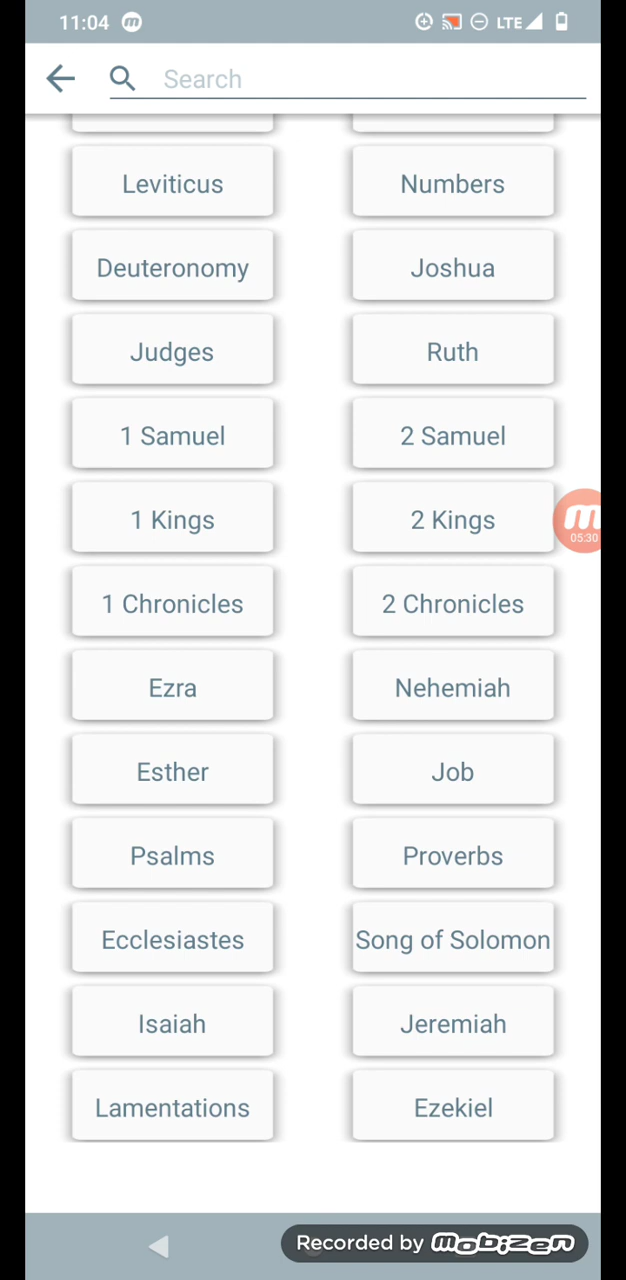 11:04 m LTE
Search
Leviticus Numbers
Deuteronomy Joshua
Judges Ruth
1 Samuel 2 Samuel
1 Kings 2 Kings
m
05:30
1 Chronicles 2 Chronicles
Ezra Nehemiah
Esther Job
Psalms Proverbs
Ecclesiastes Song of Solomon
Isaiah Jeremiah
Lamentations Ezekiel
Recorded by mobizen